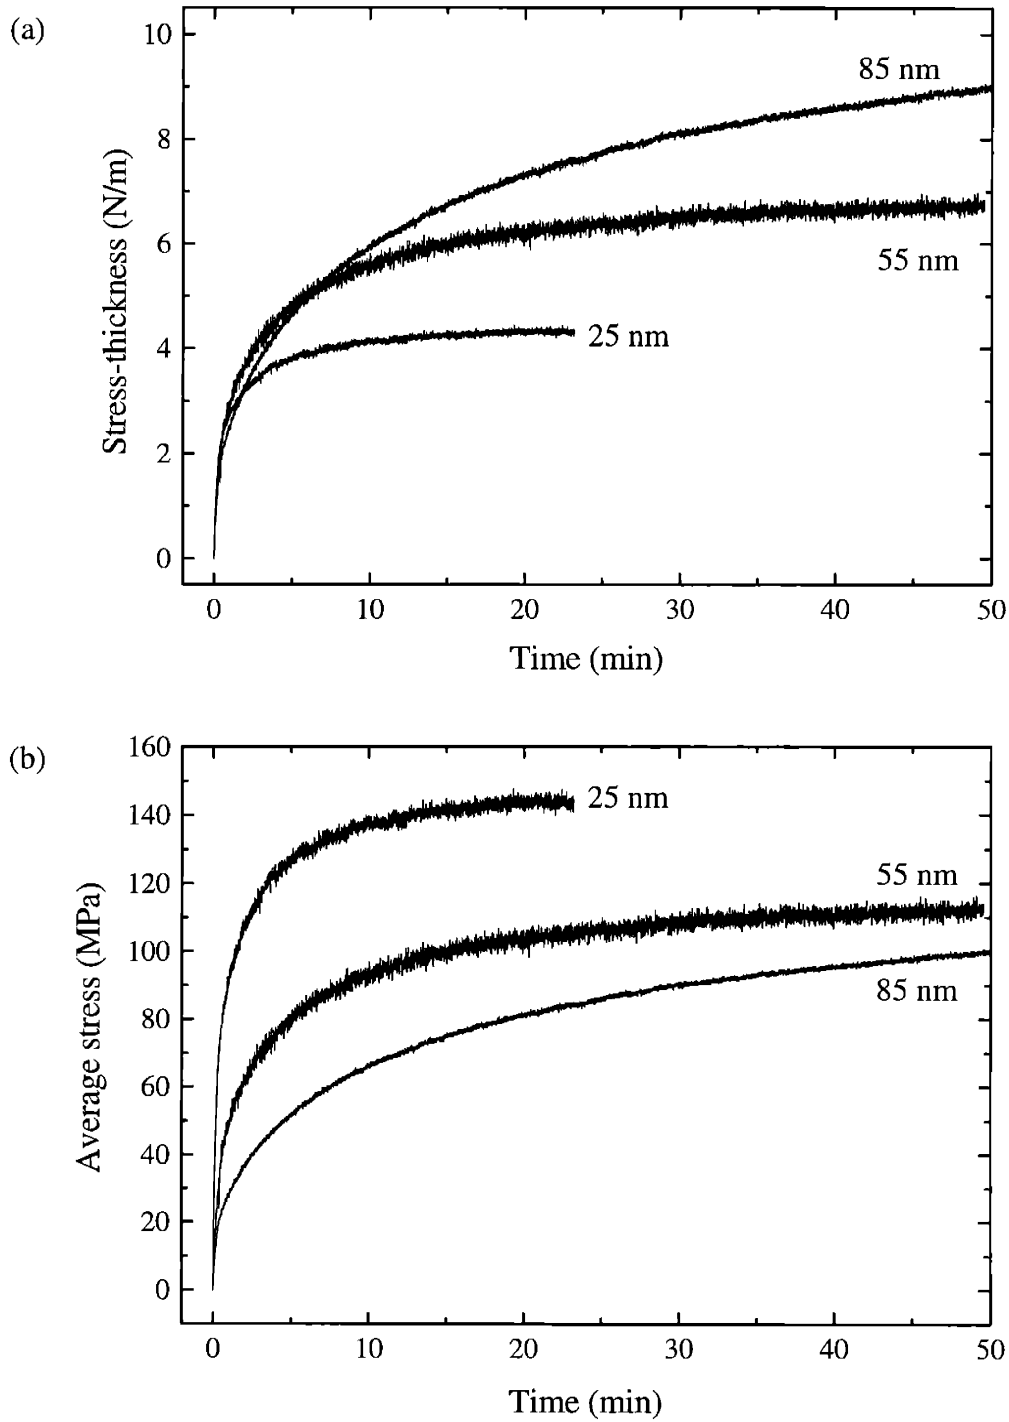 (a)
10
8
6
4
2
0
Stress-thickness (N/m)
85 nm
55 nm
25 nm
0 10 20 30 40 50
Time (min)
(b)
160
140
120
100
80
60
40
20
0
Average stress (MPa)
25 nm
55 nm
85 nm
0 10 20 30 40 50
Time (min)